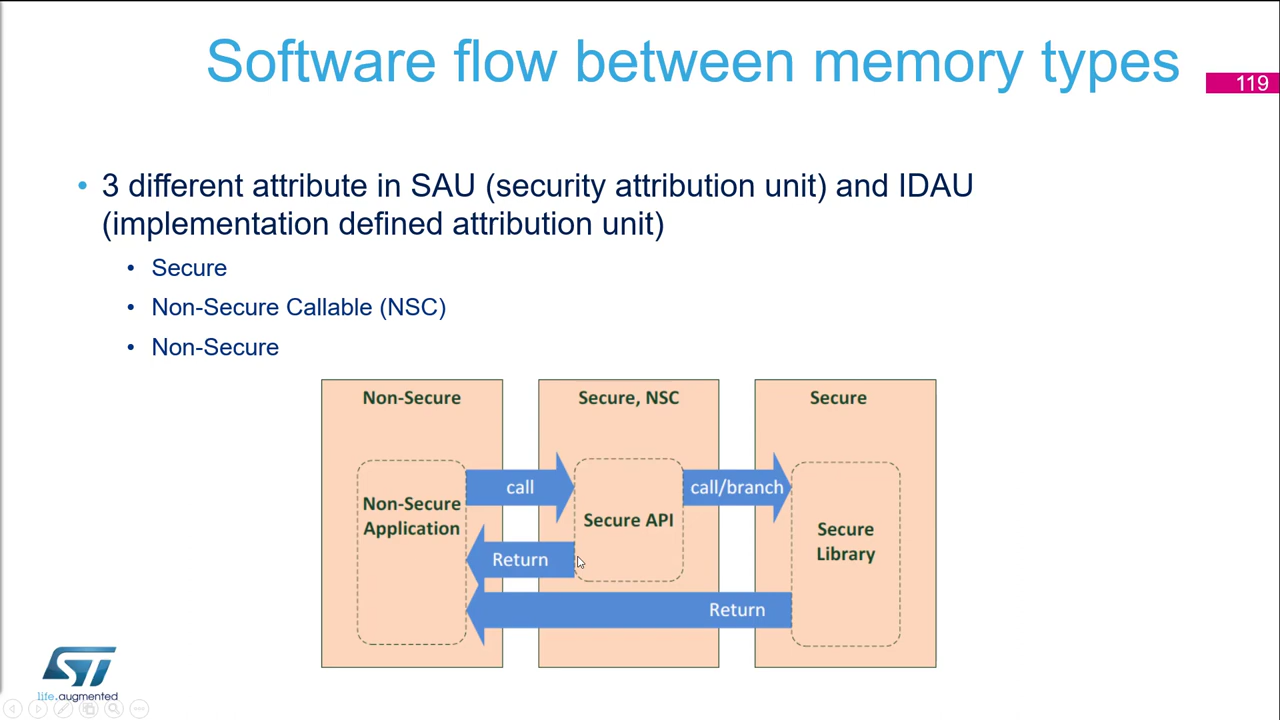 Software flow between memory types
119
• 3 different attribute in SAU (security attribution unit) and IDAU
(implementation defined attribution unit)
• Secure
• Non-Secure Callable (NSC)
• Non-Secure
Non-Secure
Secure, NSC
Secure
call
call/branch
Non-Secure
Application
Secure API
Secure
Library
Return
Return
ST
life.augmented